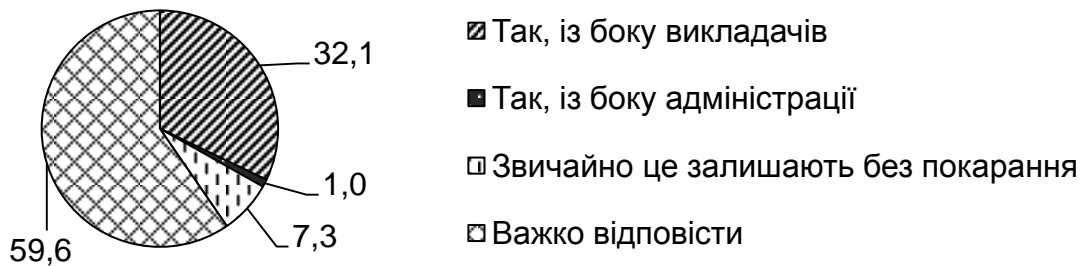 32,1
1,0
7,3
59,6
Так, із боку викладачів
Так, із боку адміністрації
Звичайно це залишають без покарання
Важко відповісти